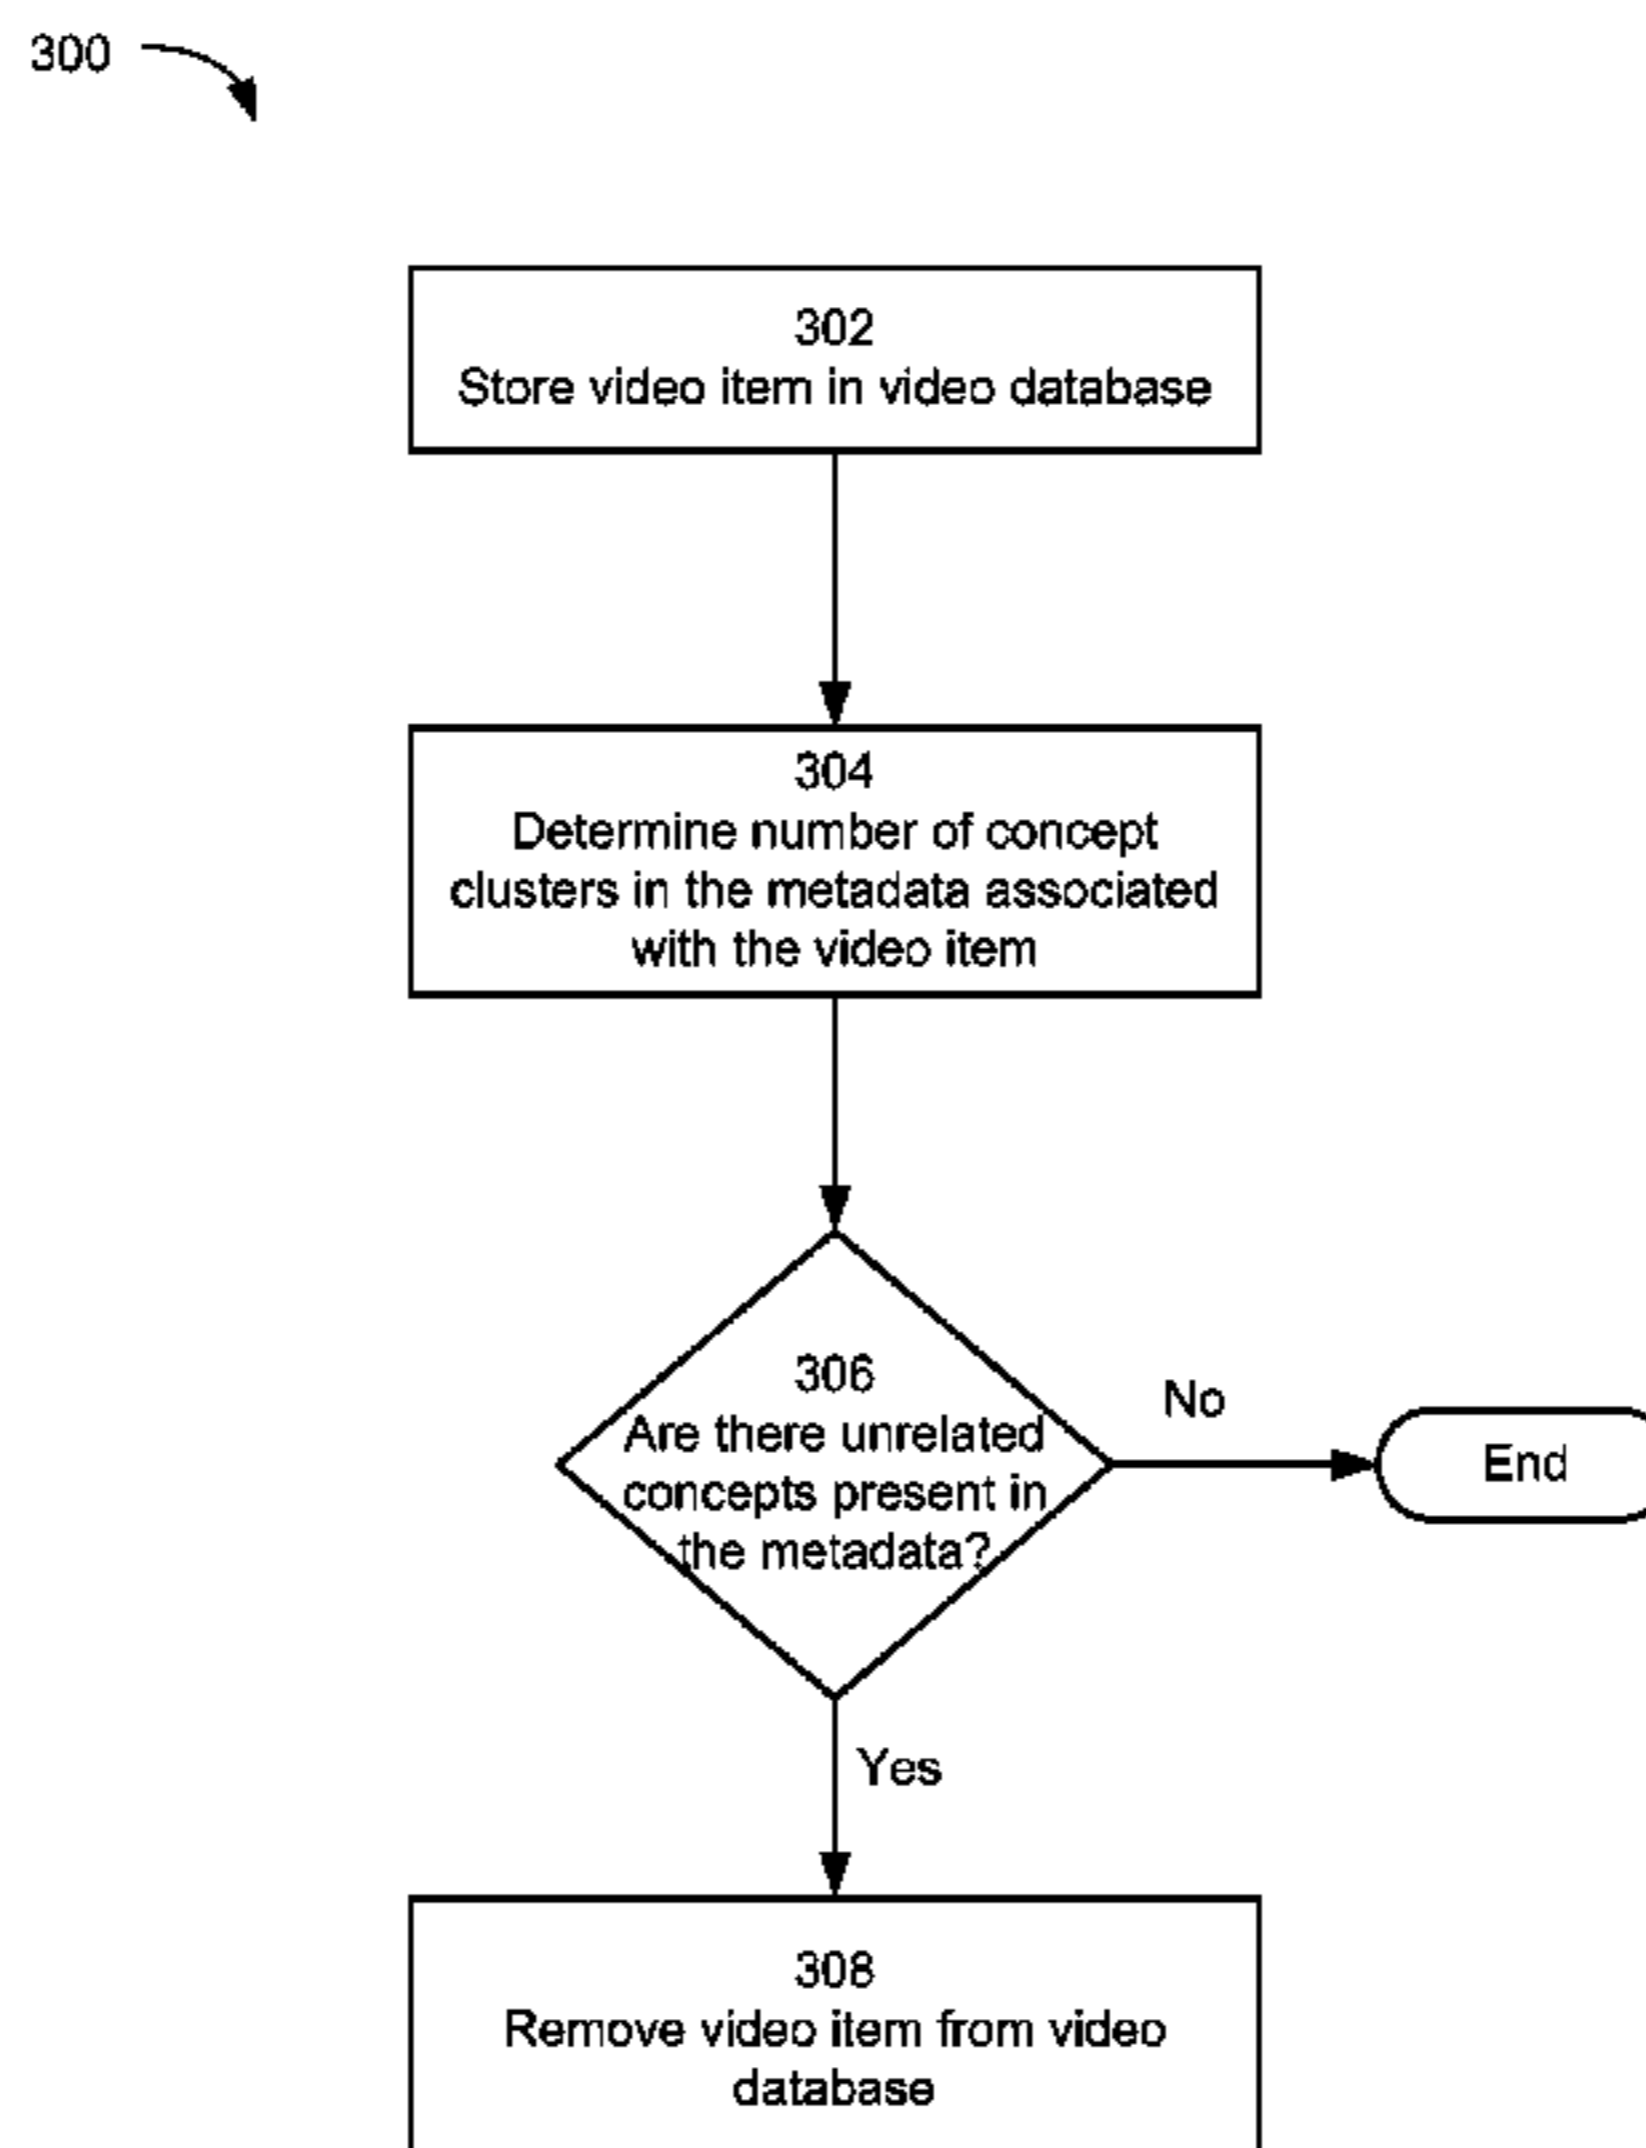 300
302
Store video item in video database
304
Determine number of concept
clusters in the metadata associated
with the video item
306
Are there unrelated
concepts present in
the metadata?
No
End
Yes
308
Remove video item from video
database